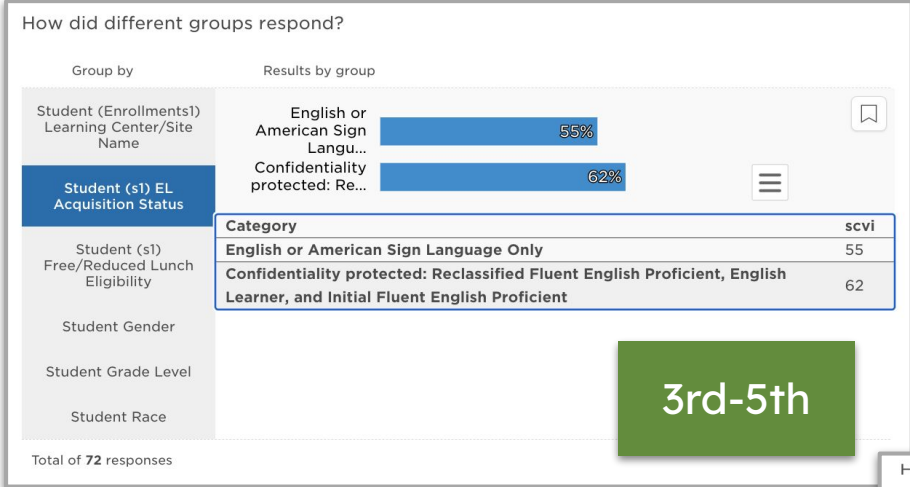 How did different groups respond?
Group by
Results by group
Student (Enrollments1)
Learning Center/Site
Name
Student (s1) EL
Acquisition Status
Student (s1)
Free/Reduced Lunch
Eligibility
Student Gender
Student Grade Level
Student Race
English or
American Sign
Langu...
55%
Confidentiality
protected: Re...
62%
Category scvi
English or American Sign Language Only 55
Confidentiality protected: Reclassified Fluent English Proficient, English
Learner, and Initial Fluent English Proficient 62
3rd-5th
Total of 72 responses